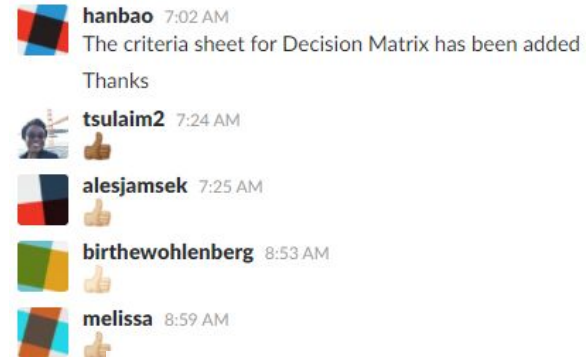 hanbao 7:02 AM
The criteria sheet for Decision Matrix has been added
Thanks
tsulaim2 7:24 AM
alesjamsek 7:25 AM
birthewohlenberg 8:53 AM
melissa 8:59 AM